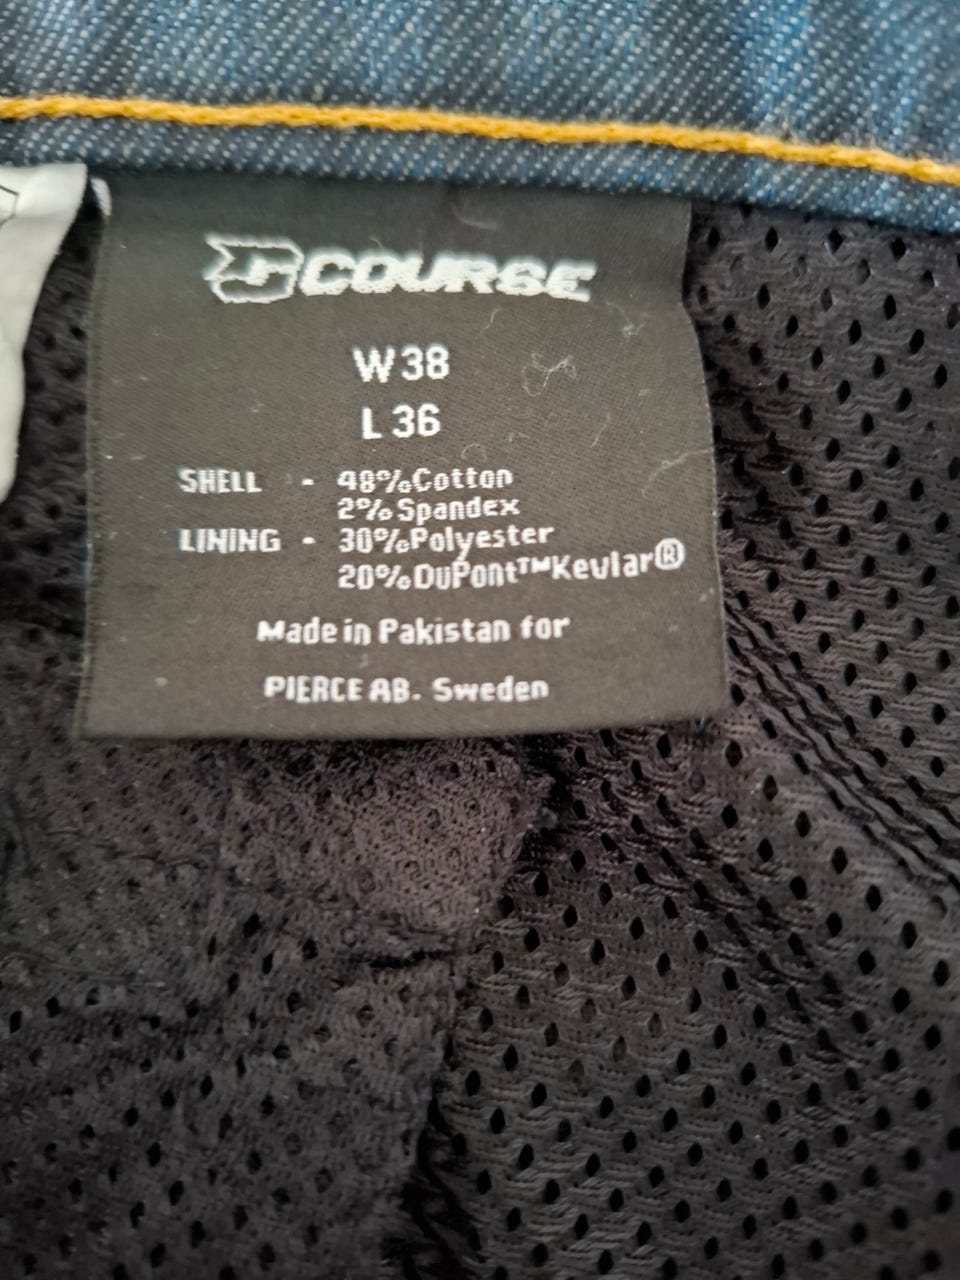 COURSE
W38
L 36
SHELL - 48%Cotton
2%Spandex
LINING - 30%Polyester
20%DuPont™Kevlar®
Made in Pakistan for
PIERCE AB. Sweden